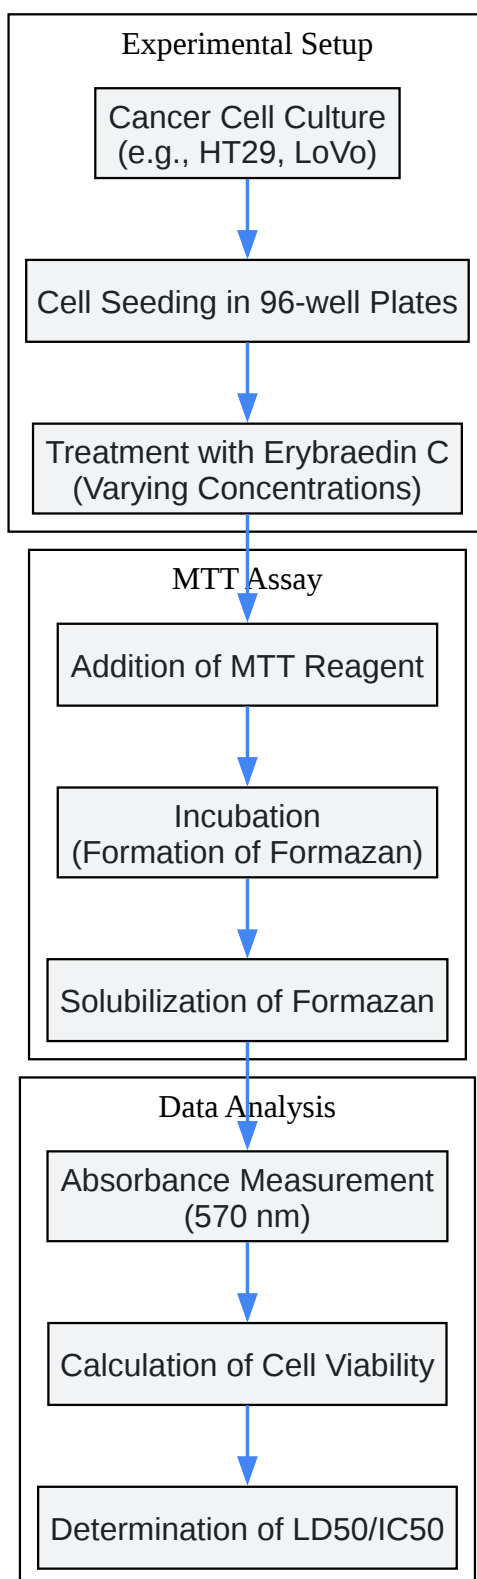 Experimental Setup
Cancer Cell Culture
(e.g., HT29, LoVo)
Cell Seeding in 96-well Plates
Treatment with Erybraedin C
(Varying Concentrations)
MTT Assay
Addition of MTT Reagent
Incubation
(Formation of Formazan)
Solubilization of Formazan
Data Analysis
Absorbance Measurement
(570 nm)
Calculation of Cell Viability
Determination of LD50/IC50